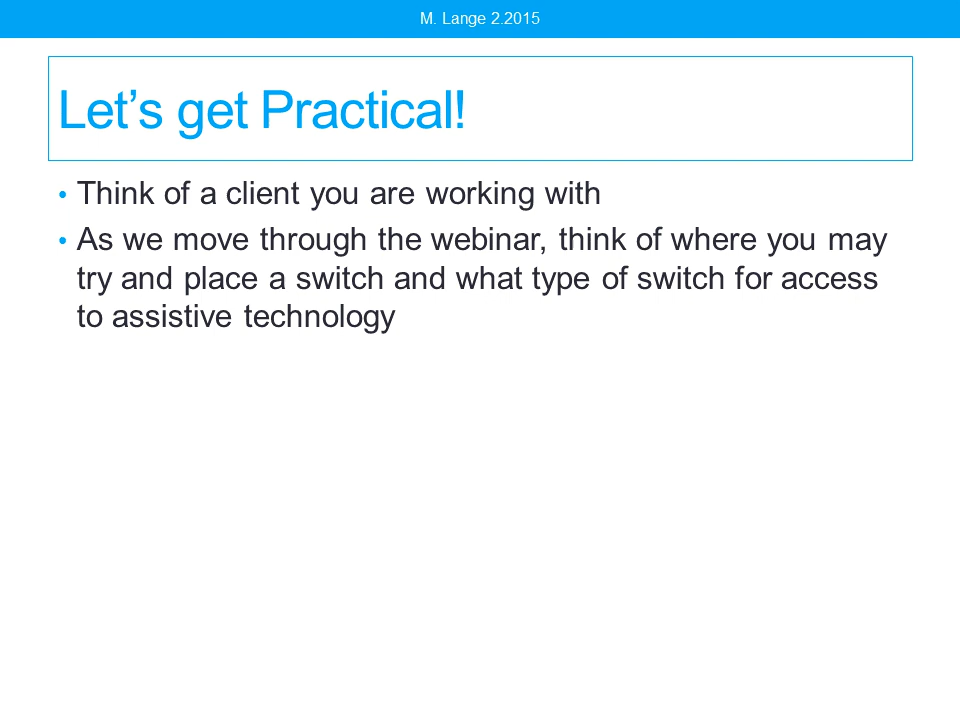 M. Lange 2.2015
Let’s get Practical!
• Think of a client you are working with
• As we move through the webinar, think of where you may
try and place a switch and what type of switch for access
to assistive technology